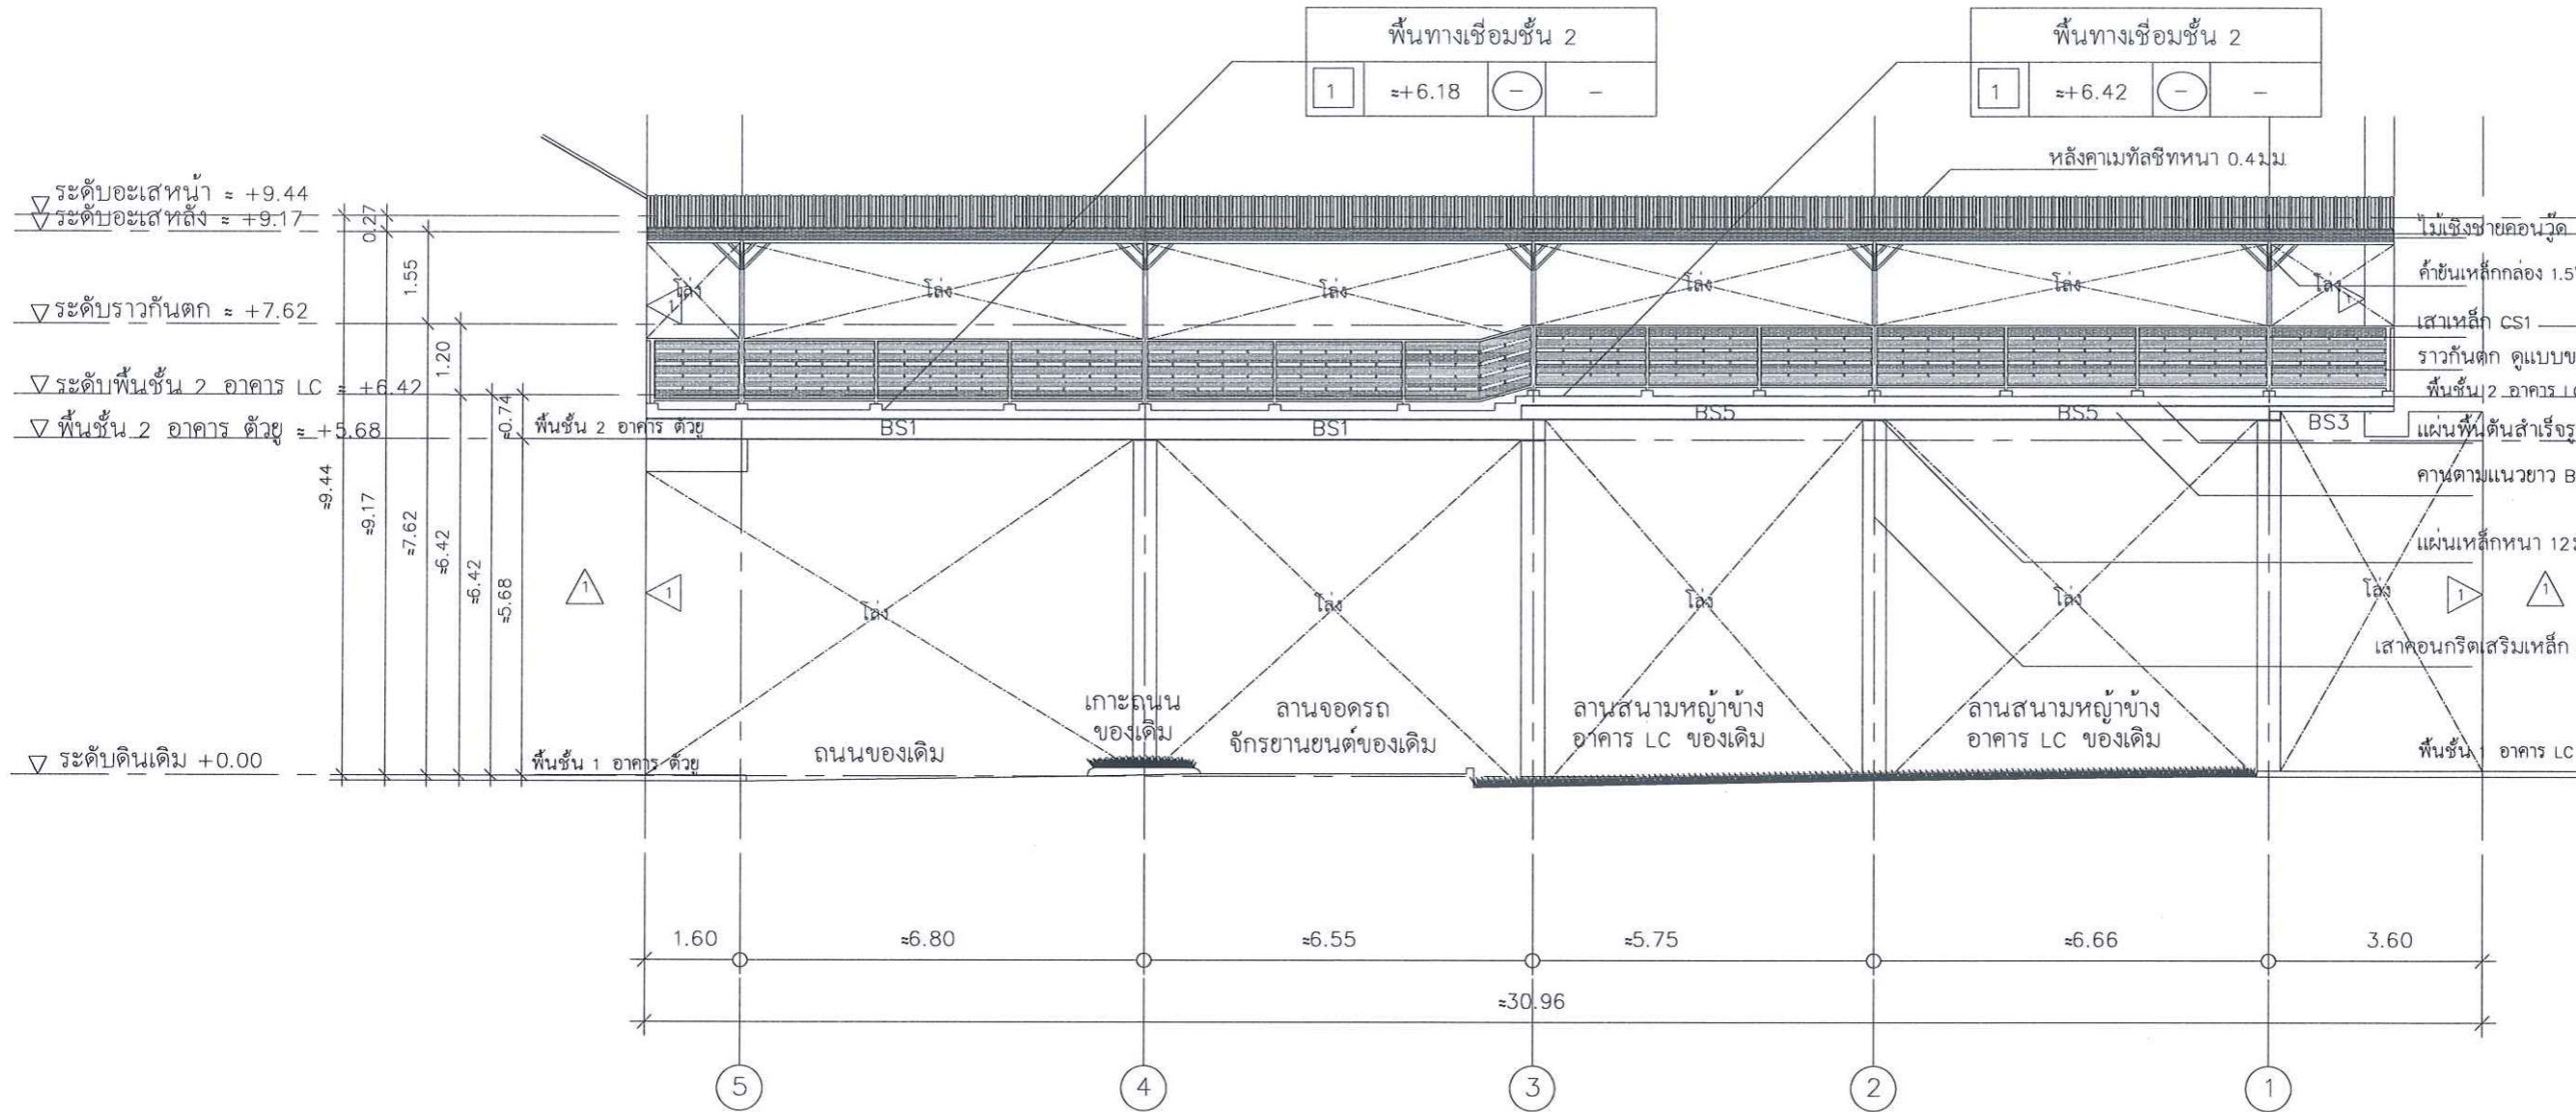 พื้นทางเชื่อมชั้น 2
1 ≈+6.18 - -
พื้นทางเชื่อมชั้น 2
1 ≈+6.42 - -
หลังคาเมทัลชีทหนา 0.4มม.
ระดับอะเสหน้า ≈ +9.44
ระดับอะเสหลัง ≈ +9.17
ระดับราวกันตก ≈ +7.62
ระดับพื้นชั้น 2 อาคาร LC ≈ +6.42
พื้นชั้น 2 อาคาร ตัวยู ≈ +5.68
ระดับดินเดิม +0.00
0.27
1.55
1.20
≈0.74
≈9.44
≈9.17
≈7.62
≈6.42
≈6.42
≈5.68
ไม้เชิงชายคอนวู๊ด
ค้ำยันเหล็กกล่อง 1.5"
เสาเหล็ก CS1
ราวกันตก ดูแบบข
พื้นชั้น 2 อาคาร LC
แผ่นพื้นตันสำเร็จรู
คานตามแนวยาว B
แผ่นเหล็กหนา 12
เสาคอนกรีตเสริมเหล็ก
พื้นชั้น 1 อาคาร LC
โล่ง โล่ง โล่ง โล่ง โล่ง โล่ง
1 1
พื้นชั้น 2 อาคาร ตัวยู
BS1 BS1 BS5 BS5 BS3
1 1 โล่ง โล่ง โล่ง โล่ง โล่ง 1 1
พื้นชั้น 1 อาคาร ตัวยู
ถนนของเดิม
เกาะถนน
ของเดิม
ลานจอดรถ
จักรยานยนต์ของเดิม
ลานสนามหญ้าข้าง
อาคาร LC ของเดิม
ลานสนามหญ้าข้าง
อาคาร LC ของเดิม
1.60 ≈6.80 ≈6.55 ≈5.75 ≈6.66 3.60
≈30.96
5 4 3 2 1